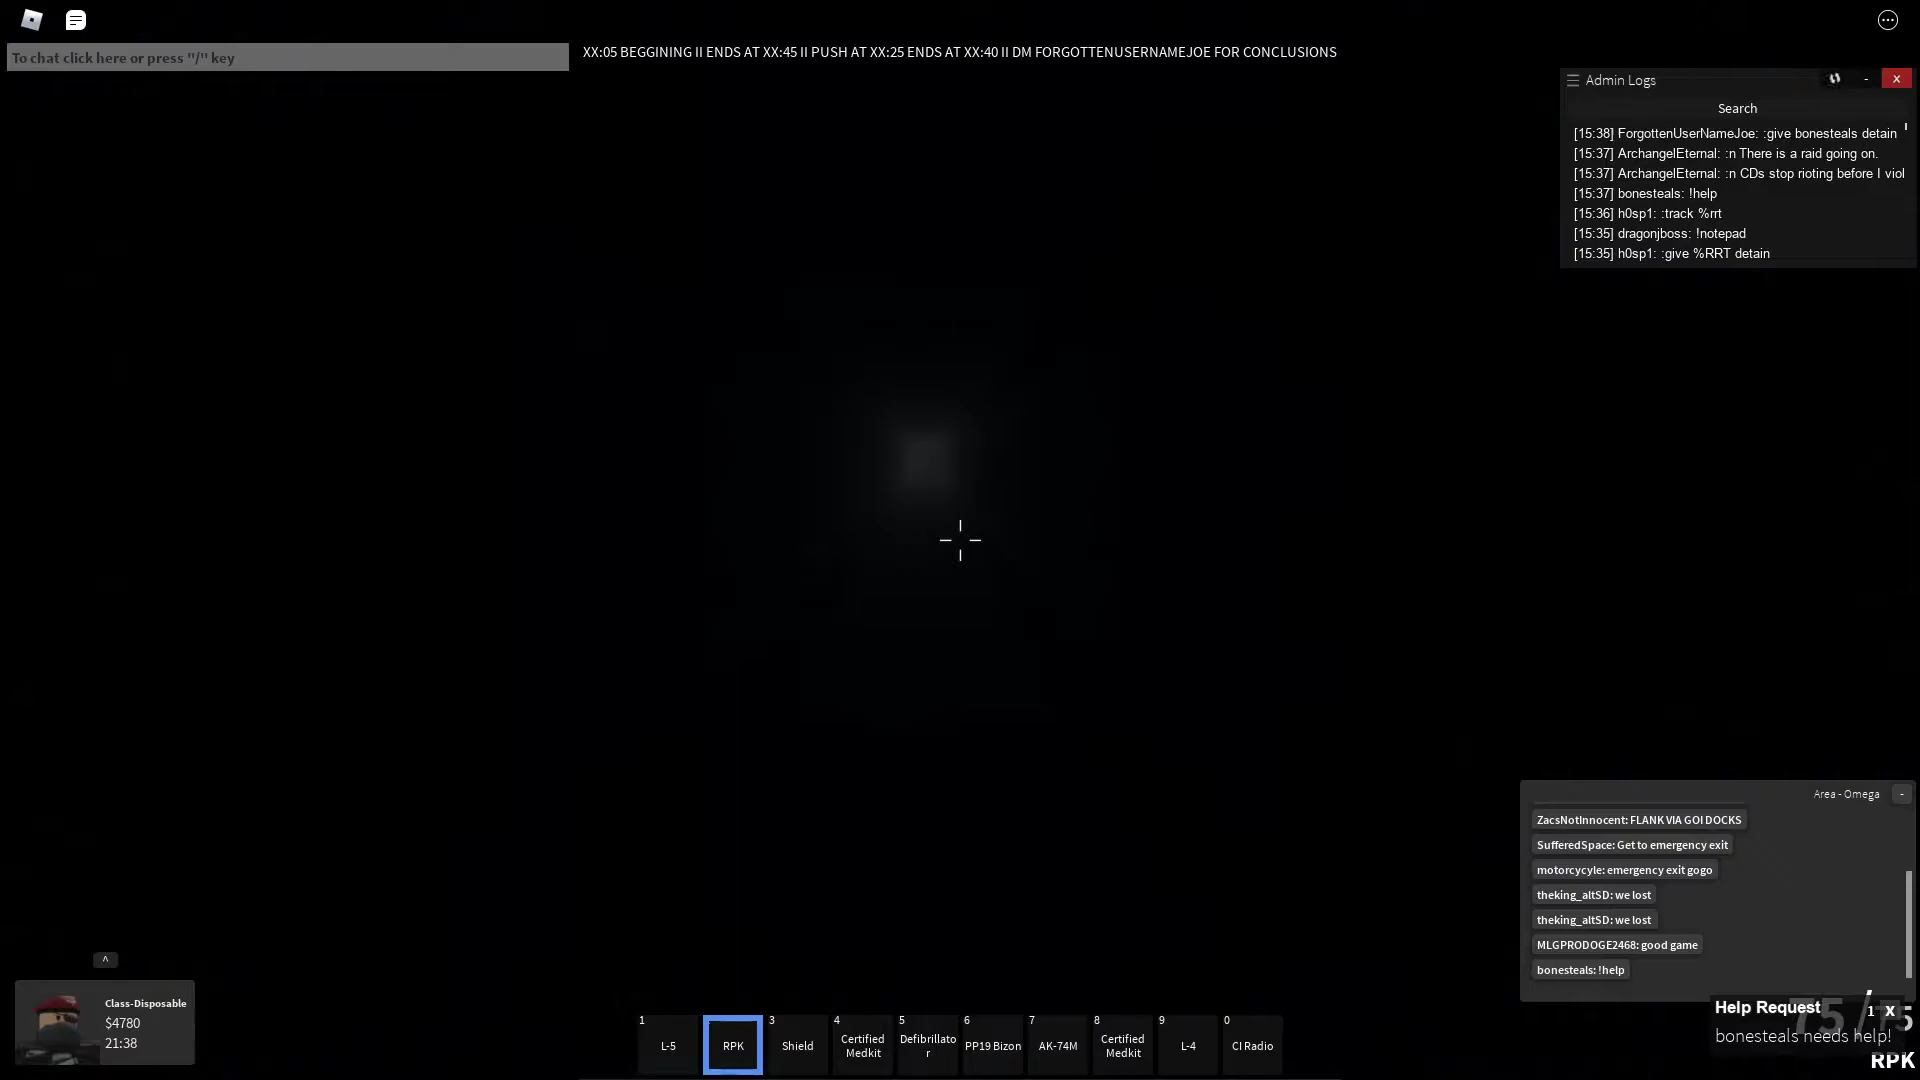 To chat click here or press "/" key
XX:05 BEGGINING II ENDS AT XX:45 II PUSH AT XX:25 ENDS AT XX:40 II DM FORGOTTENUSERNAMEJOE FOR CONCLUSIONS
Admin Logs
- X
Search
[15:38] ForgottenUserNameJoe: :give bonesteals detain
[15:37] ArchangelEternal: :n There is a raid going on.
[15:37] ArchangelEternal: :n CDs stop rioting before I viol
[15:37] bonesteals: !help
[15:36] h0sp1: :track %rrt
[15:35] dragonjboss: !notepad
[15:35] h0sp1: :give %RRT detain
Area - Omega -
ZacsNotInnocent: FLANK VIA GOI DOCKS
SufferedSpace: Get to emergency exit
motorcycyle: emergency exit gogo
theking_altSD: we lost
theking_altSD: we lost
MLGPRODOGE2468: good game
bonesteals: !help
^
Class-Disposable
$4780
21:38
1 L-5
RPK
3 Shield
4 Certified
Medkit
5 Defibrillato
r
6 PP19 Bizon
7 AK-74M
8 Certified
Medkit
9 L-4
0 CI Radio
Help Request 1 X
75 / 75
bonesteals needs help!
RPK